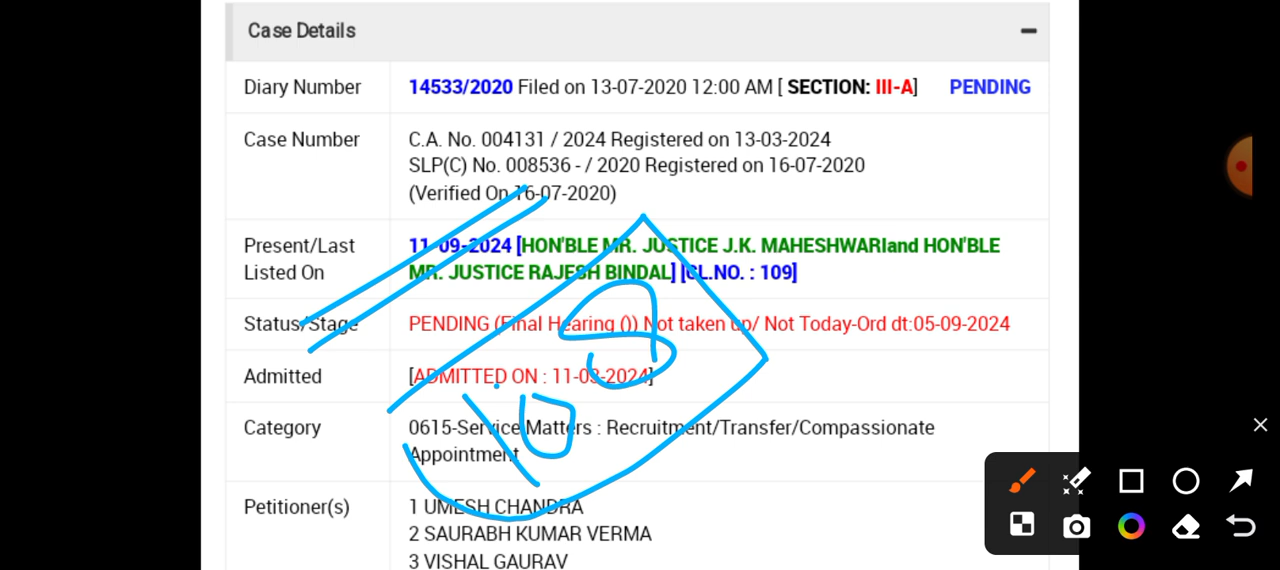 Case Details
Diary Number
14533/2020 Filed on 13-07-2020 12:00 AM [ SECTION: III-A] PENDING
Case Number
C.A. No. 004131 / 2024 Registered on 13-03-2024
SLP(C) No. 008536 - / 2020 Registered on 16-07-2020
(Verified On 16-07-2020)
Present/Last
Listed On
11-09-2024 [HON'BLE MR. JUSTICE J.K. MAHESHWARIand HON'BLE
MR. JUSTICE RAJESH BINDAL] [CL.NO. : 109]
Status/Stage
PENDING (Final Hearing ()) Not taken up/ Not Today-Ord dt:05-09-2024
Admitted
[ADMITTED ON : 11-03-2024]
Category
0615-Service Matters : Recruitment/Transfer/Compassionate
Appointment
Petitioner(s)
1 UMESH CHANDRA
2 SAURABH KUMAR VERMA
3 VISHAL GAURAV